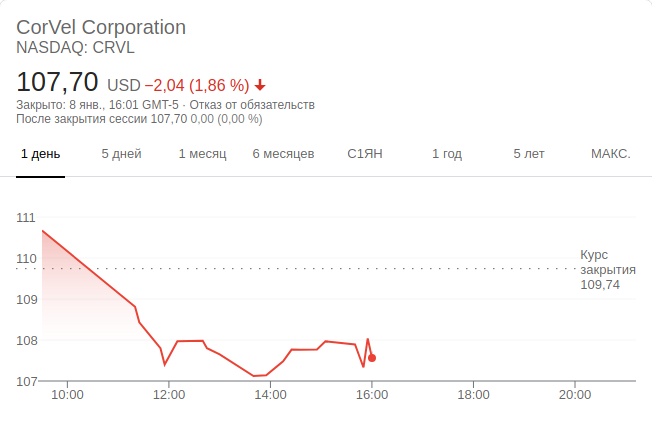 CorVel Corporation
NASDAQ: CRVL
107,70 USD −2,04 (1,86 %)
Закрыто: 8 янв., 16:01 GMT-5 · Отказ от обязательств
После закрытия сессии 107,70 0,00 (0,00 %)
1 день 5 дней 1 месяц 6 месяцев С1ЯН 1 год 5 лет МАКС.
111
110
109
108
107
Курс
закрытия
109,74
10:00 12:00 14:00 16:00 18:00 20:00